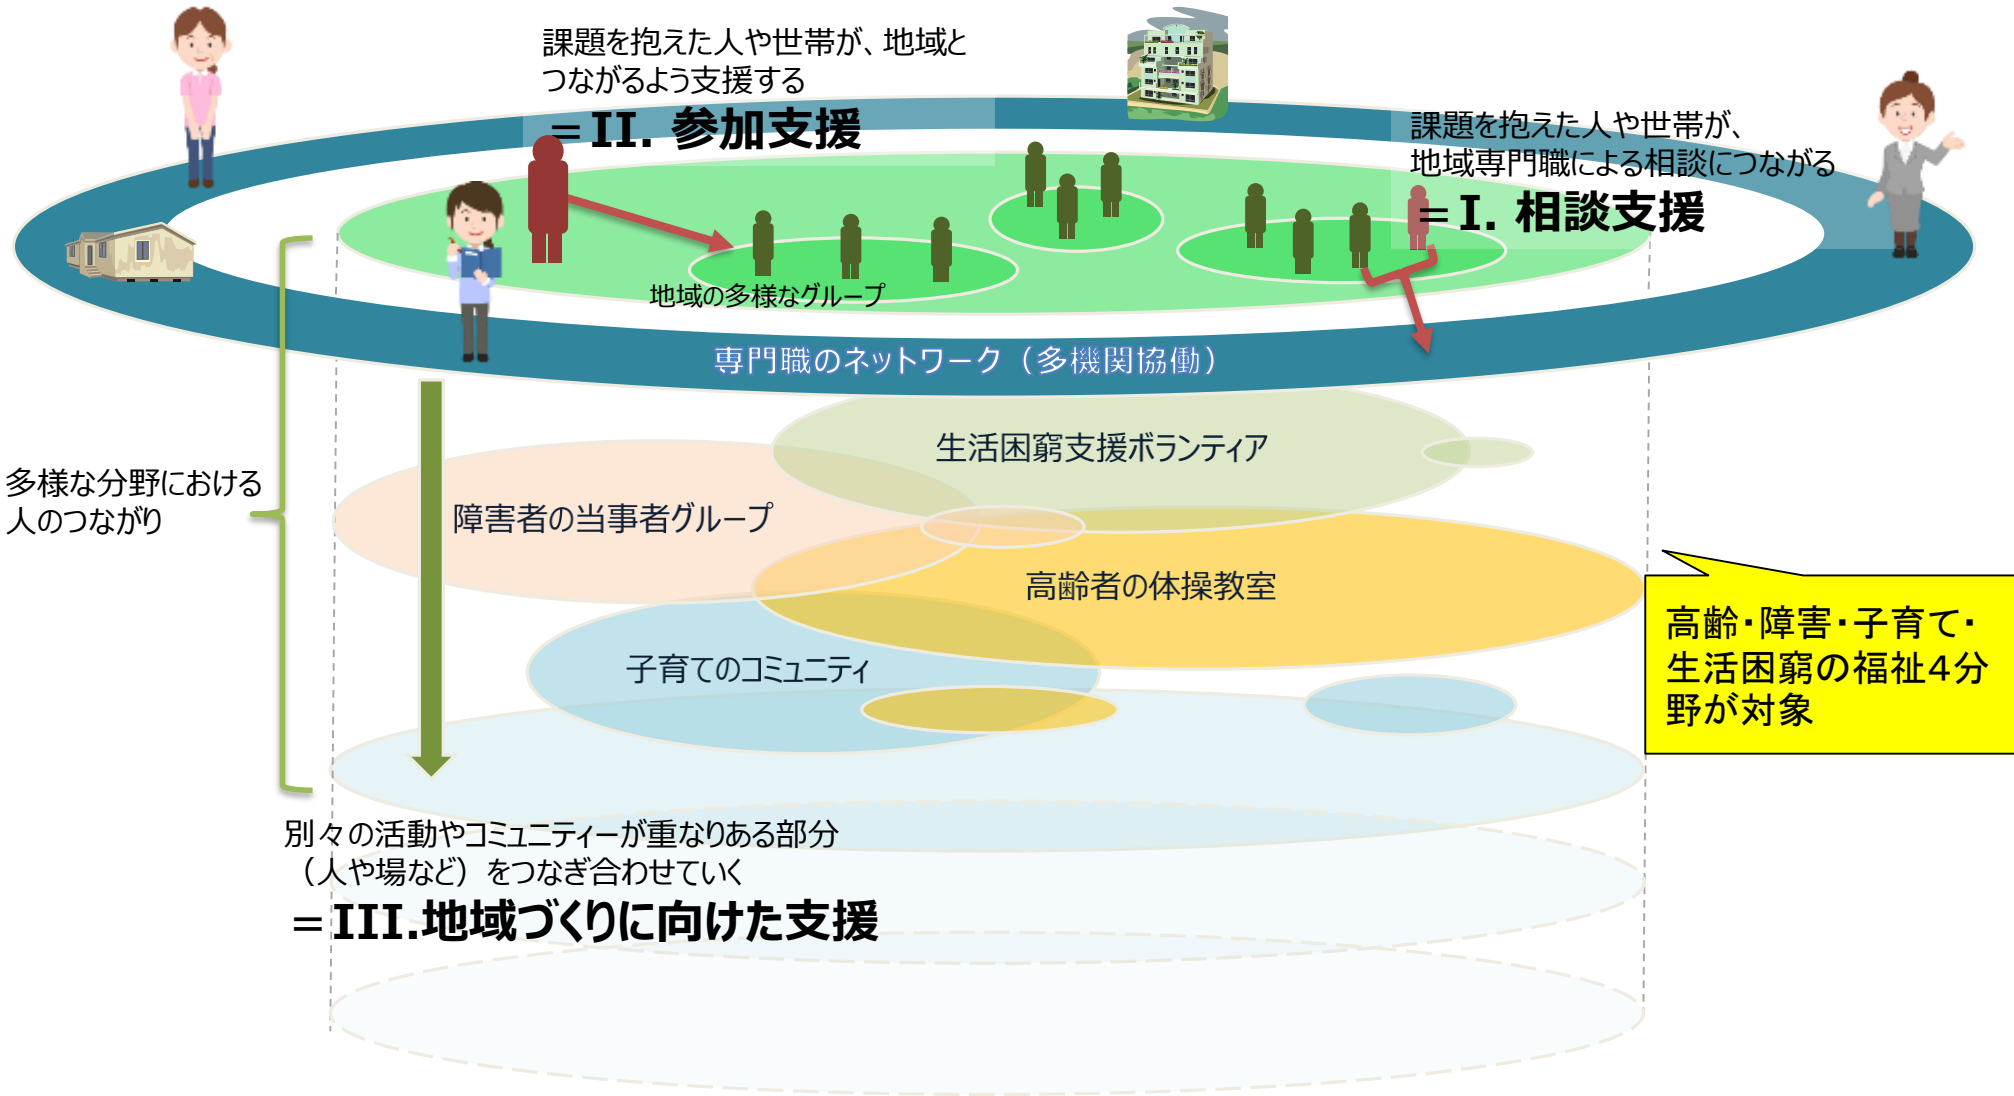 課題を抱えた人や世帯が、地域と
つながるよう支援する
＝II. 参加支援
課題を抱えた人や世帯が、
地域専門職による相談につながる
＝I. 相談支援
地域の多様なグループ
専門職のネットワーク（多機関協働）
多様な分野における
人のつながり
生活困窮支援ボランティア
障害者の当事者グループ
高齢者の体操教室
子育てのコミュニティ
高齢・障害・子育て・
生活困窮の福祉４分
野が対象
別々の活動やコミュニティーが重なりある部分
（人や場など）をつなぎ合わせていく
＝III.地域づくりに向けた支援